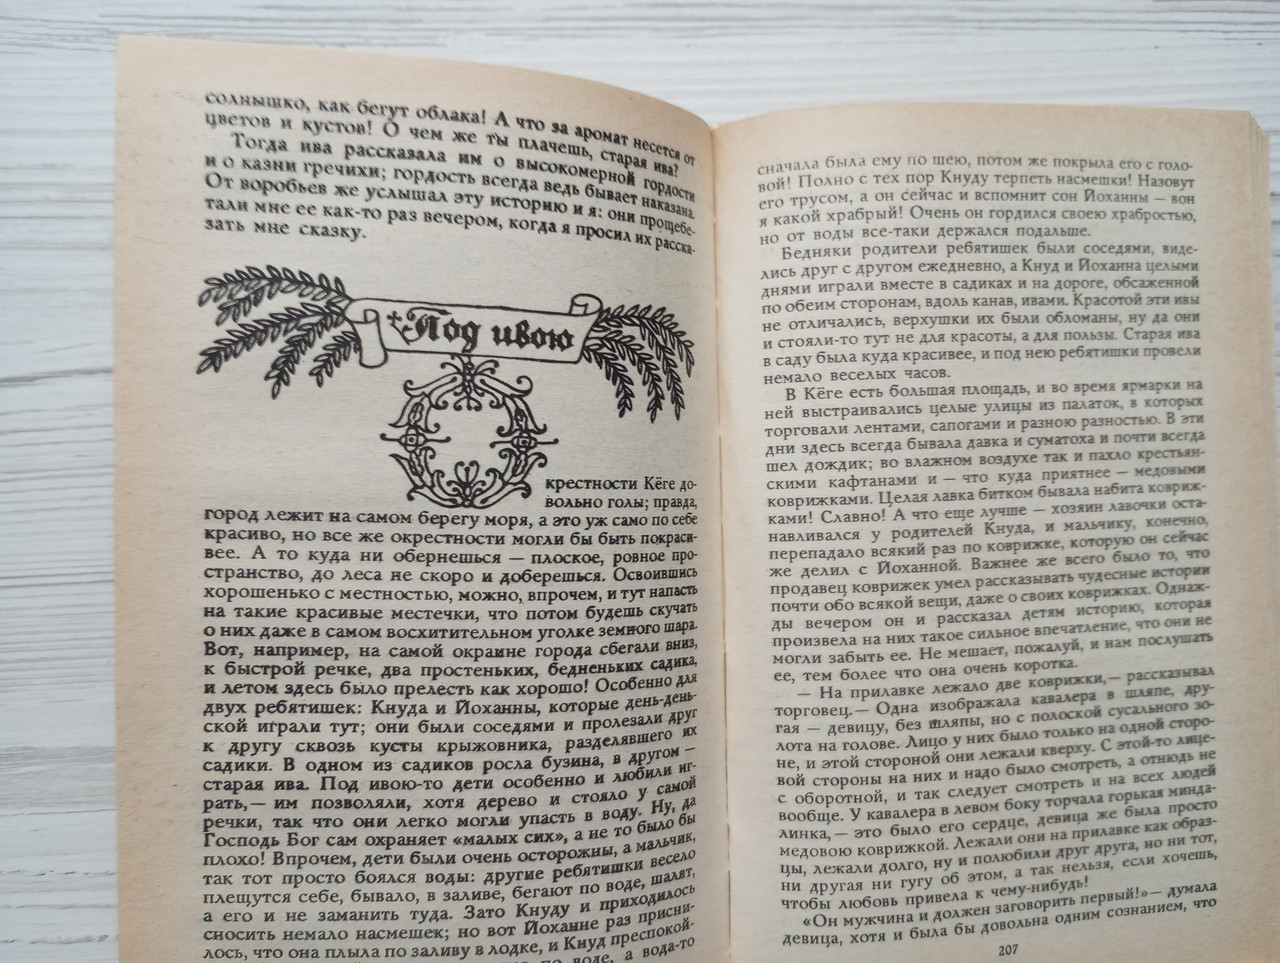 солнышко, как бегут облака! А что за аромат несется от
цветов и кустов! О чем же ты плачешь, старая ива?
Тогда ива рассказала им о высокомерной гордости
и о казни гречихи; гордость всегда ведь бывает наказана.
От воробьев же услышал эту историю и я: они прощебе-
тали мне ее как-то раз вечером, когда я просил их расска-
зать мне сказку.
Под ивою
О
крестности Кёге до-
вольно голы; правда,
город лежит на самом берегу моря, а это уж само по себе
красиво, но все же окрестности могли бы быть покраси-
вее. А то куда ни обернешься — плоское, ровное про-
странство, до леса не скоро и доберешься. Освоившись
хорошенько с местностью, можно, впрочем, и тут напасть
на такие красивые местечки, что потом будешь скучать
о них даже в самом восхитительном уголке земного шара.
Вот, например, на самой окраине города сбегали вниз,
к быстрой речке, два простеньких, бедненьких садика,
и летом здесь было прелесть как хорошо! Особенно для
двух ребятишек: Кнуда и Йоханны, которые день-день-
ской играли тут; они были соседями и пролезали друг
к другу сквозь кусты крыжовника, разделявшего их
садики. В одном из садиков росла бузина, в другом —
старая ива. Под ивою-то дети особенно и любили иг-
рать,— им позволяли, хотя дерево и стояло у самой
речки, так что они легко могли упасть в воду. Ну, да
Господь Бог сам охраняет «малых сих», а не то было бы
плохо! Впрочем, дети были очень осторожны, а мальчик,
так тот просто боялся воды: другие ребятишки весело
плещутся себе, бывало, в заливе, бегают по воде, шалят,
а его и не заманить туда. Зато Кнуду и приходилось
сносить немало насмешек; но вот Йоханне раз присни-
лось, что она плыла по заливу в лодке, и Кнуд преспокой-
по воде, а вода-то
сначала была ему по шею, потом же покрыла его с голо-
вой! Полно с тех пор Кнуду терпеть насмешки! Назовут
его трусом, а он сейчас и вспомнит сон Йоханны — вон
я какой храбрый! Очень он гордился своею храбростью,
но от воды все-таки держался подальше.
Бедняки родители ребятишек были соседями, виде-
лись друг с другом ежедневно, а Кнуд и Йоханна целыми
днями играли вместе в садиках и на дороге, обсаженной
по обеим сторонам, вдоль канав, ивами. Красотой эти ивы
не отличались, верхушки их были обломаны, ну да они
и стояли-то тут не для красоты, а для пользы. Старая ива
в саду была куда красивее, и под нею ребятишки провели
немало веселых часов.
В Кёге есть большая площадь, и во время ярмарки на
ней выстраивались целые улицы из палаток, в которых
торговали лентами, сапогами и разною разностью. В эти
дни здесь всегда бывала давка и суматоха и почти всегда
шел дождик; во влажном воздухе так и пахло крестьян-
скими кафтанами и — что куда приятнее — медовыми
коврижками. Целая лавка битком бывала набита коврижк-
ками! Славно! А что еще лучше — хозяин лавочки оста-
навливался у родителей Кнуда, и мальчику, конечно,
перепадало всякий раз по коврижке, которую он сейчас
же делил с Йоханной. Важнее же всего было то, что
продавец коврижек умел рассказывать чудесные истории
почти обо всякой вещи, даже о своих коврижках. Однаж-
ды вечером он и рассказал детям историю, которая
произвела на них такое сильное впечатление, что они не
могли забыть ее. Не мешает, пожалуй, и нам послушать
ее, тем более что она очень коротка.
— На прилавке лежало две коврижки,— рассказывал
торговец.— Одна изображала кавалера в шляпе, дру-
гая — девицу, без шляпы, но с полоской сусального зо-
лота на голове. Лицо у них было только на одной сторо-
не, и этой стороной они лежали кверху. С этой-то лице-
вой стороны на них и надо было смотреть, а отнюдь не
с оборотной, и так следует смотреть и на всех людей
вообще. У кавалера в левом боку торчала горькая минда-
линка,— это было его сердце, девица же была просто
медовою коврижкой. Лежали они на прилавке как образ-
цы, лежали долго, ну и полюбили друг друга, но ни тот,
ни другая ни гугу об этом, а так нельзя, если хочешь,
чтобы любовь привела к чему-нибудь!
«Он мужчина и должен заговорить первый!»— думала
девица, хотя и была бы довольна одним сознанием, что
207